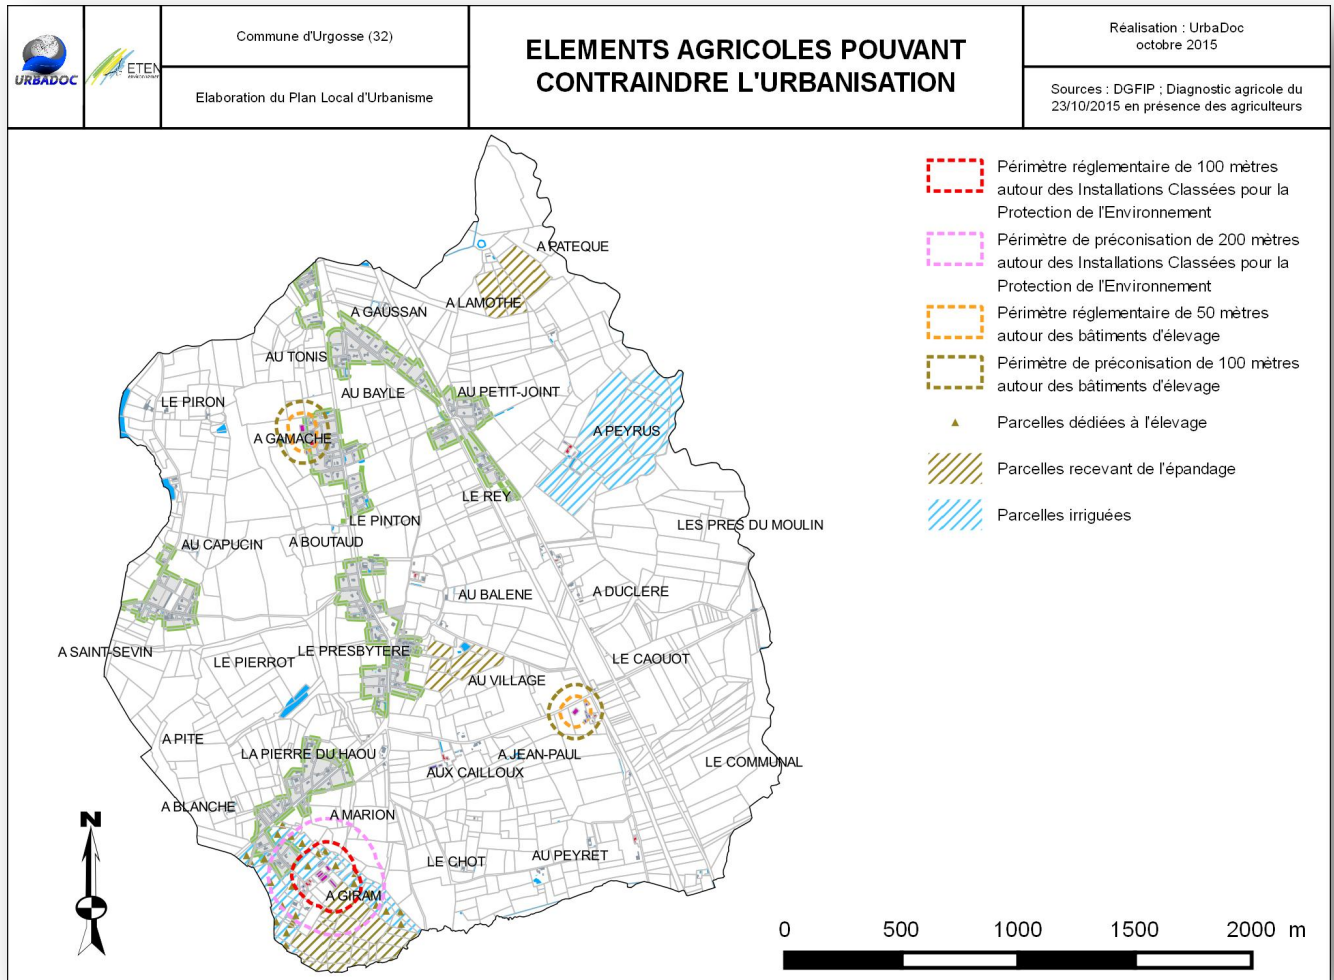 URBADOC
ETEN
ENVIRONNEMENT
Commune d'Urgosse (32)
Elaboration du Plan Local d'Urbanisme
ELEMENTS AGRICOLES POUVANT
CONTRAINDRE L'URBANISATION
Réalisation : UrbaDoc
octobre 2015
Sources : DGFIP ; Diagnostic agricole du
23/10/2015 en présence des agriculteurs
Périmètre réglementaire de 100 mètres
autour des Installations Classées pour la
Protection de l'Environnement
Périmètre de préconisation de 200 mètres
autour des Installations Classées pour la
Protection de l'Environnement
Périmètre réglementaire de 50 mètres
autour des bâtiments d'élevage
Périmètre de préconisation de 100 mètres
autour des bâtiments d'élevage
Parcelles dédiées à l'élevage
Parcelles recevant de l'épandage
Parcelles irriguées
A PATEQUE
A LAMOTHE
A GAUSSAN
AU TONIS
AU BAYLE
AU PETIT-JOINT
LE PIRON
A GAMACHE
A PEYRUS
LE REY
LE PINTON
LES PRES DU MOULIN
A BOUTAUD
AU CAPUCIN
AU BALENE
A DUCLERE
A SAINT-SEVIN
LE PRESBYTERE
LE PIERROT
LE CAOUOT
AU VILLAGE
A PITE
LA PIERRE DU HAOU
A JEAN-PAUL
AUX CAILLOUX
LE COMMUNAL
A BLANCHE
A MARION
LE CHOT
AU PEYRET
A GIRAM
N
0 500 1000 1500 2000 m